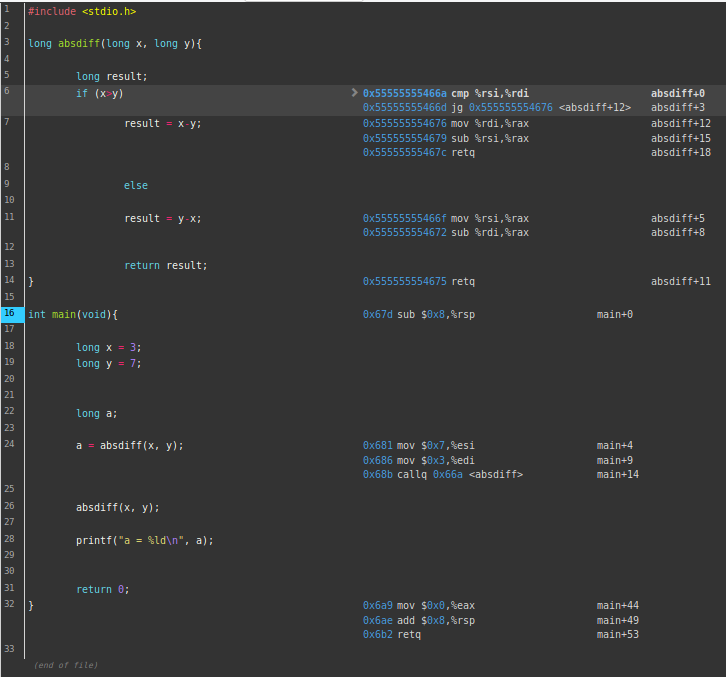 1 #include <stdio.h>
2
3 long absdiff(long x, long y){
4
5 long result;
6 if (x>y) 0x55555555466a cmp %rsi,%rdi absdiff+0
0x55555555466d jg 0x555555554676 <absdiff+12> absdiff+3
7 result = x-y; 0x555555554676 mov %rdi,%rax absdiff+12
0x555555554679 sub %rsi,%rax absdiff+15
0x55555555467c retq absdiff+18
8
9 else
10
11 result = y-x; 0x55555555466f mov %rsi,%rax absdiff+5
0x555555554672 sub %rdi,%rax absdiff+8
12
13 return result;
14 } 0x555555554675 retq absdiff+11
15
16 int main(void){ 0x67d sub $0x8,%rsp main+0
17
18 long x = 3;
19 long y = 7;
20
21
22 long a;
23
24 a = absdiff(x, y); 0x681 mov $0x7,%esi main+4
0x686 mov $0x3,%edi main+9
0x68b callq 0x66a <absdiff> main+14
25
26 absdiff(x, y);
27
28 printf("a = %ld\n", a);
29
30
31 return 0;
32 } 0x6a9 mov $0x0,%eax main+44
0x6ae add $0x8,%rsp main+49
0x6b2 retq main+53
33
(end of file)